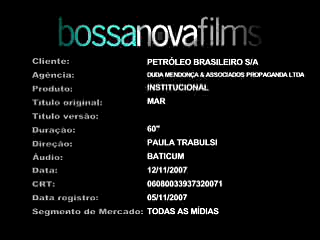 bossanovafilms
Cliente: PETRÓLEO BRASILEIRO S/A
Agência: DUDA MENDONÇA & ASSOCIADOS PROPAGANDA LTDA
Produto: INSTITUCIONAL
Título original: MAR
Título versão:
Duração: 60"
Direção: PAULA TRABULSI
Áudio: BATICUM
Data: 12/11/2007
CRT: 06080033937320071
Data registro: 05/11/2007
Segmento de Mercado: TODAS AS MÍDIAS